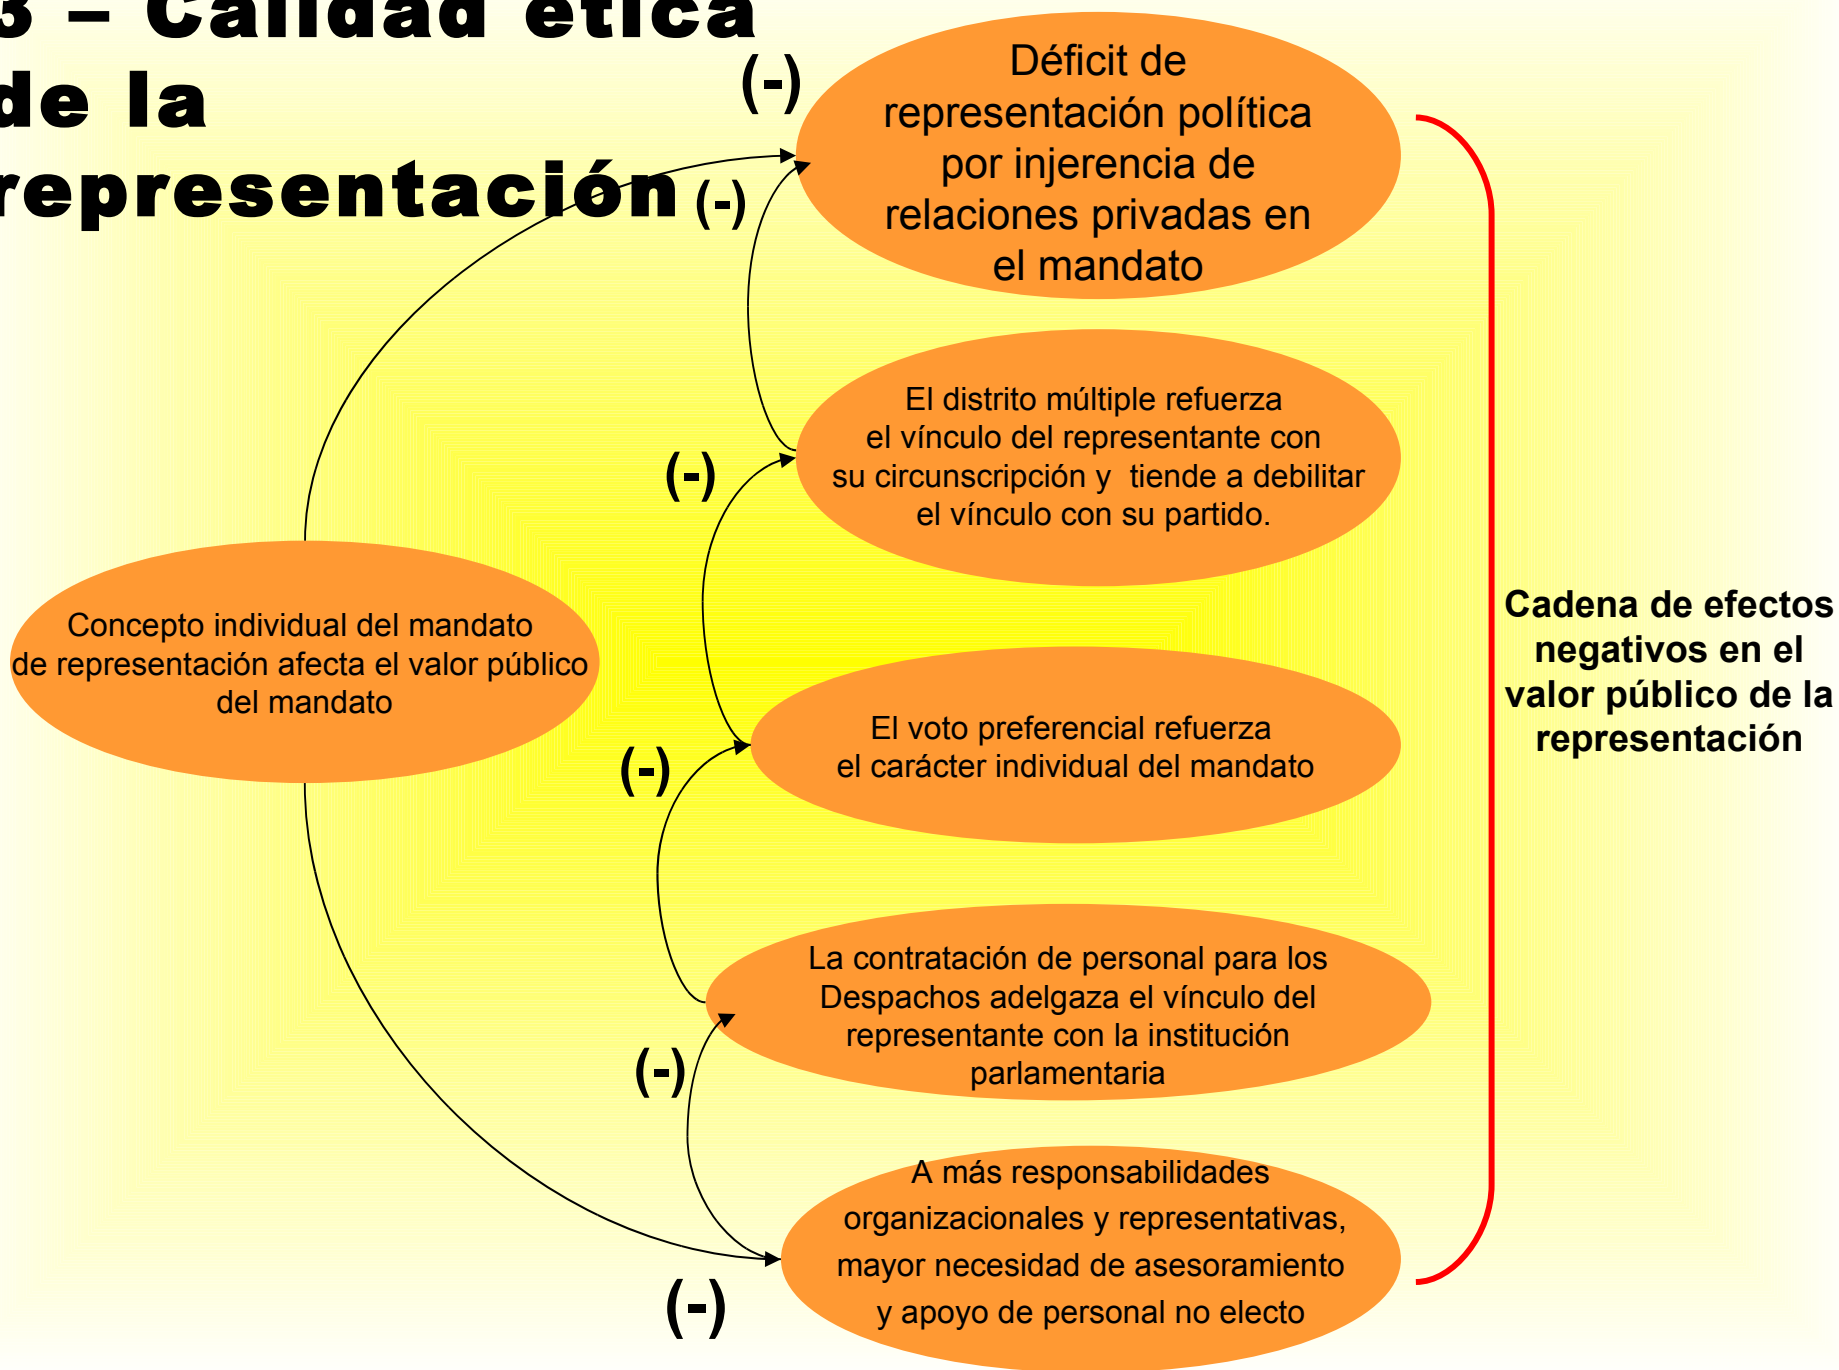 3 – Calidad ética
de la
representación
(-)
Déficit de
representación política
por injerencia de
relaciones privadas en
el mandato
(-)
El distrito múltiple refuerza
el vínculo del representante con
su circunscripción y tiende a debilitar
el vínculo con su partido.
(-)
Concepto individual del mandato
de representación afecta el valor público
del mandato
Cadena de efectos
negativos en el
valor público de la
representación
El voto preferencial refuerza
el carácter individual del mandato
(-)
La contratación de personal para los
Despachos adelgaza el vínculo del
representante con la institución
parlamentaria
(-)
A más responsabilidades
organizacionales y representativas,
mayor necesidad de asesoramiento
y apoyo de personal no electo
(-)